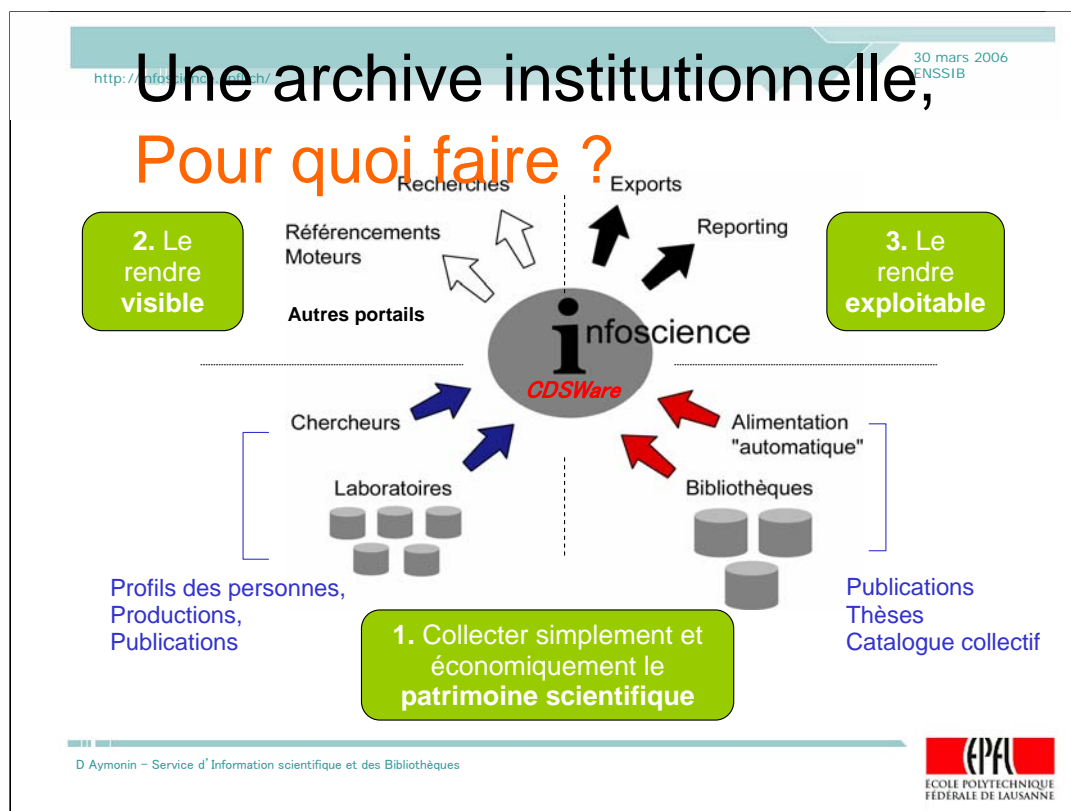 30 mars 2006
ENSSIB
Une archive institutionnelle,
Pour quoi faire ?
Recherches
Exports
Référencements
Moteurs
Reporting
Autres portails
2. Le
rendre
visible
3. Le
rendre
exploitable
infoscience
CDSWare
Chercheurs
Alimentation
"automatique"
Laboratoires
Bibliothèques
Profils des personnes,
Productions,
Publications
Publications
Thèses
Catalogue collectif
1. Collecter simplement et
économiquement le
patrimoine scientifique
D Aymonin - Service d'Information scientifique et des Bibliothèques
EPFL
ÉCOLE POLYTECHNIQUE
FÉDÉRALE DE LAUSANNE